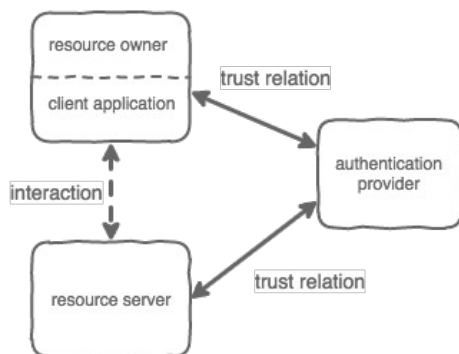 resource owner
trust relation
client application
authentication
provider
interaction
resource server
trust relation